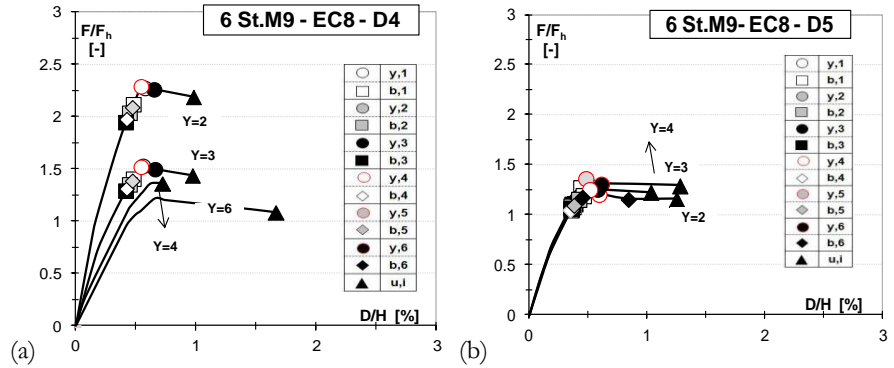 6 St.M9 - EC8 - D4
F/Fh
[-]
3
2.5
2
1.5
1
0.5
0
0
1
2
3
D/H [%]
Y=2
Y=3
Y=6
Y=4
y,1
b,1
y,2
b,2
y,3
b,3
y,4
b,4
y,5
b,5
y,6
b,6
u,i
(a)
6 St.M9- EC8 - D5
F/Fh
[-]
3
2.5
2
1.5
1
0.5
0
0
1
2
3
D/H [%]
Y=4
Y=3
Y=2
y,1
b,1
y,2
b,2
y,3
b,3
y,4
b,4
y,5
b,5
y,6
b,6
u,i
(b)